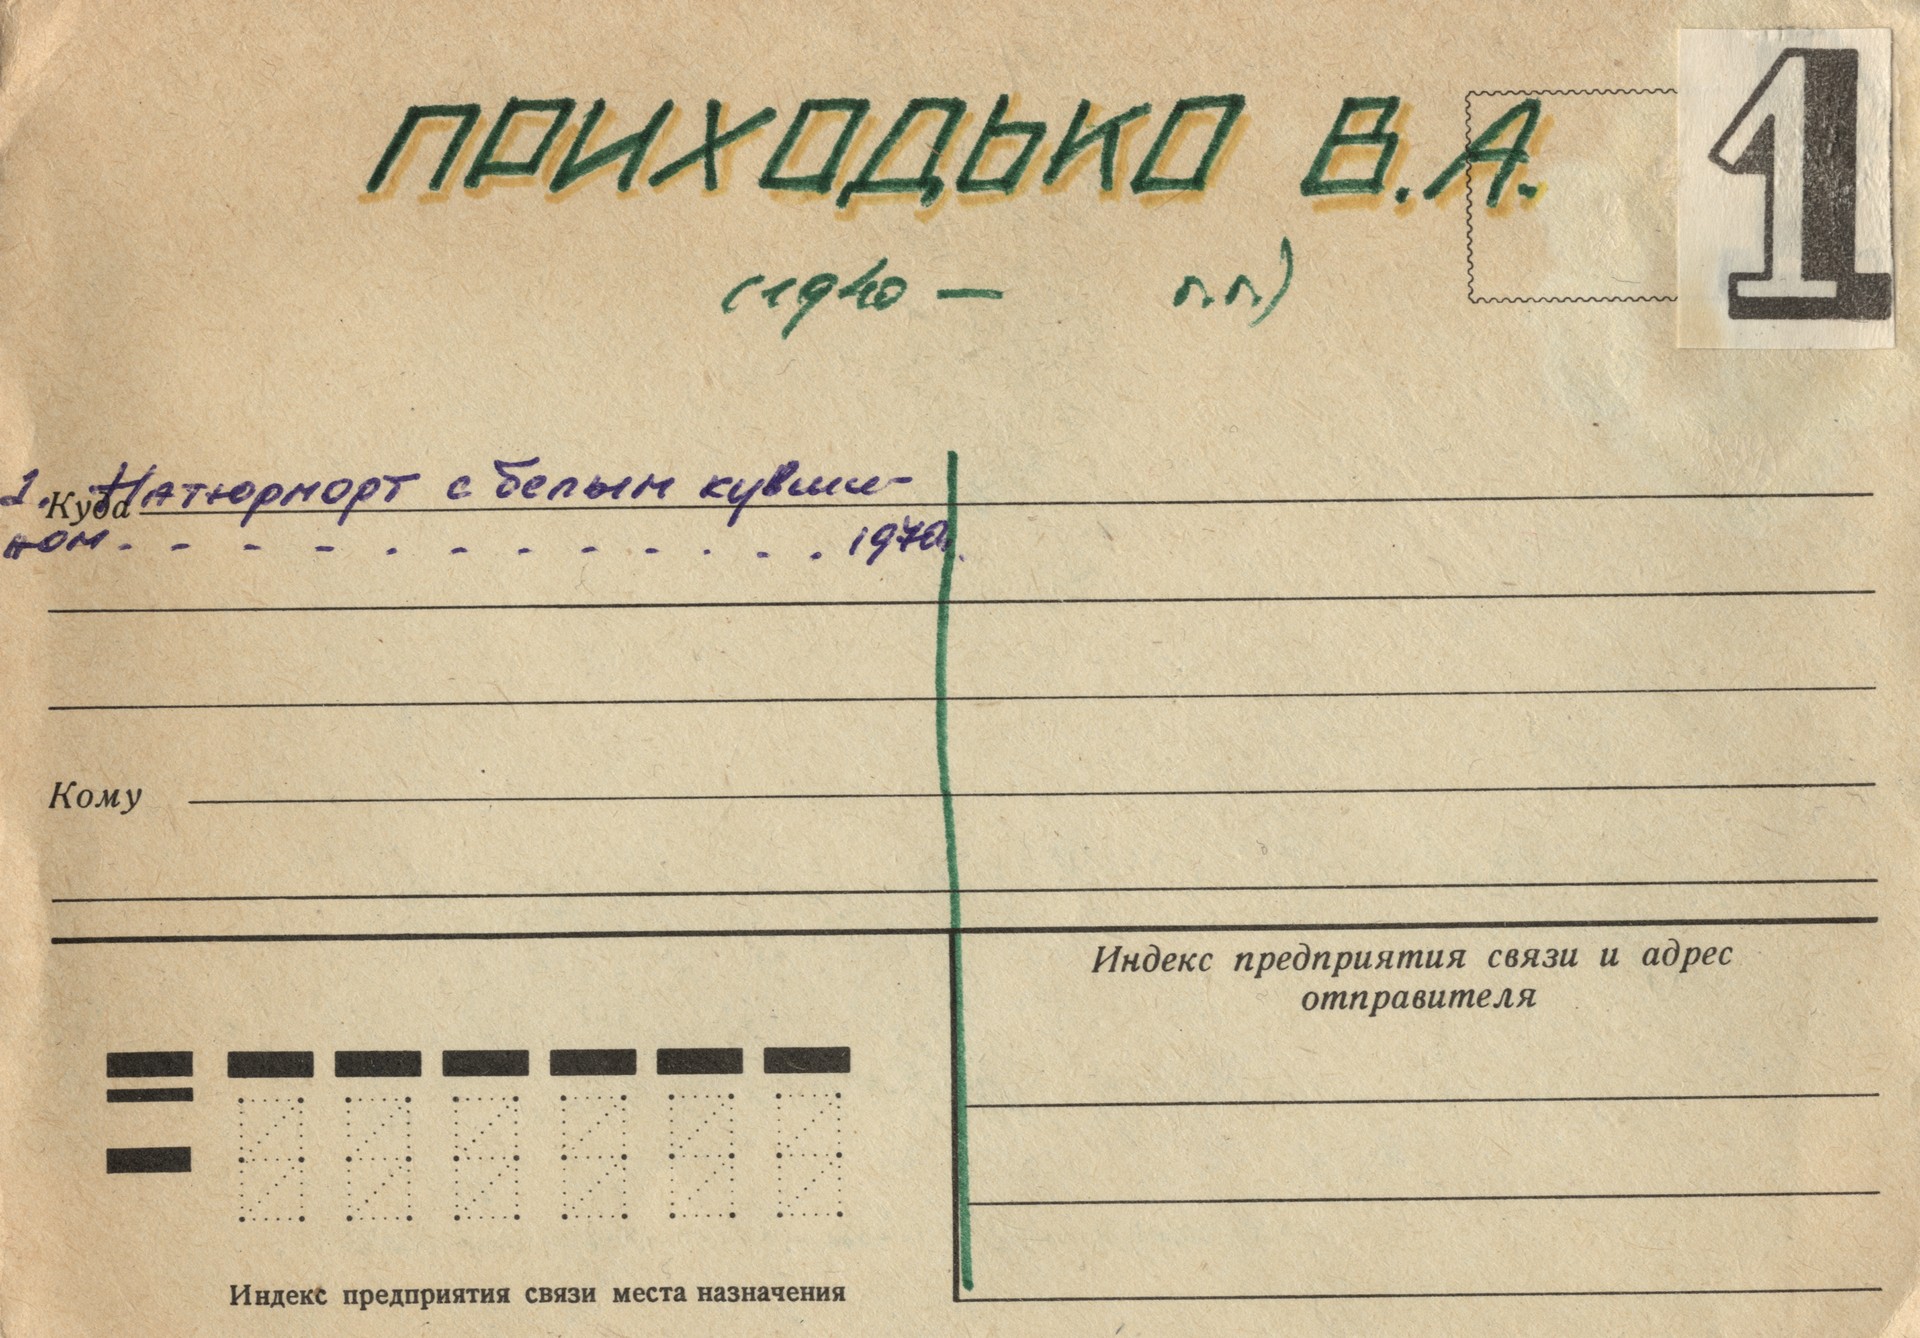 ПРИХОДЬКО В.А.
1
(1940 — п.п.)
1. Натюрморт с белым кувши-
Куда
ном. - - - - . - - - . - . 1970.
Кому
Индекс предприятия связи и адрес
отправителя
Индекс предприятия связи места назначения